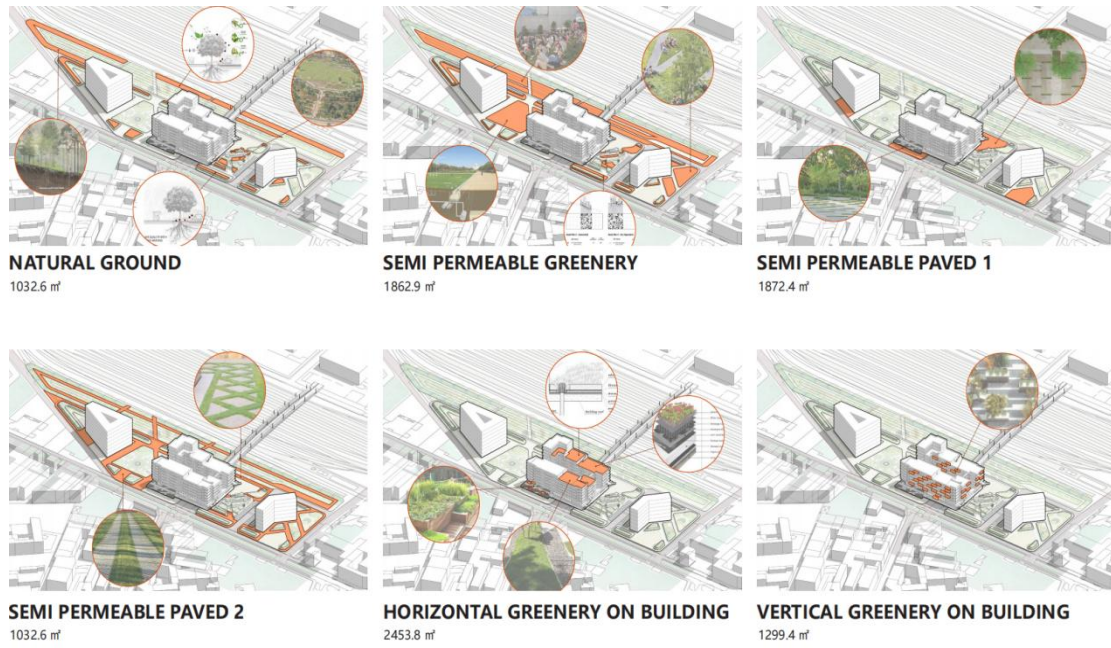 NATURAL GROUND
1032.6 ㎡
SEMI PERMEABLE GREENERY
1862.9 ㎡
SEMI PERMEABLE PAVED 1
1872.4 ㎡
SEMI PERMEABLE PAVED 2
1032.6 ㎡
HORIZONTAL GREENERY ON BUILDING
2453.8 ㎡
VERTICAL GREENERY ON BUILDING
1299.4 ㎡